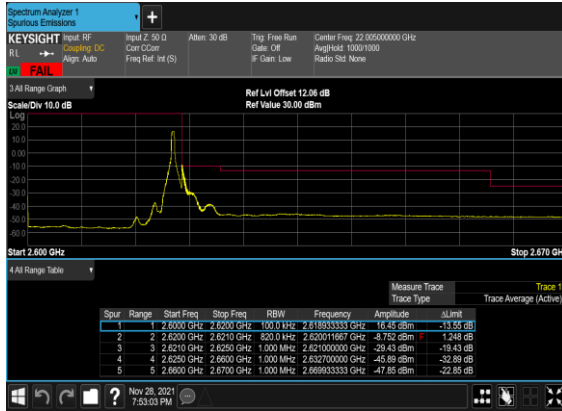 Spectrum Analyzer 1
Spurious Emissions
+
KEYSIGHT Input: RF Input Z: 50 Ω Atten: 30 dB Trig: Free Run Center Freq: 22.005000000 GHz
RL Coupling: DC Corr CCorr Gate: Off Avg|Hold: 1000/1000
Align: Auto Freq Ref: Int (S) IF Gain: Low Radio Std: None
LV FAIL
3 All Range Graph
Ref Lvl Offset 12.06 dB
Scale/Div 10.0 dB Ref Value 30.00 dBm
Log
20.0
10.0
0.00
-10.0
-20.0
-30.0
-40.0
-50.0
-60.0
Start 2.600 GHz Stop 2.670 GH
4 All Range Table
Measure Trace Trace 1
Trace Type Trace Average (Active)
Spur Range Start Freq Stop Freq RBW Frequency Amplitude ΔLimit
1 1 2.6000 GHz 2.6200 GHz 100.0 kHz 2.618933333 GHz 16.45 dBm -13.55 dB
2 2 2.6200 GHz 2.6210 GHz 820.0 kHz 2.620011667 GHz -8.752 dBm F 1.248 dB
3 3 2.6210 GHz 2.6250 GHz 1.000 MHz 2.621000000 GHz -29.43 dBm -19.43 dB
4 4 2.6250 GHz 2.6600 GHz 1.000 MHz 2.632700000 GHz -45.89 dBm -32.89 dB
5 5 2.6600 GHz 2.6700 GHz 1.000 MHz 2.669933333 GHz -47.85 dBm -22.85 dB
? Nov 28, 2021
7:53:03 PM